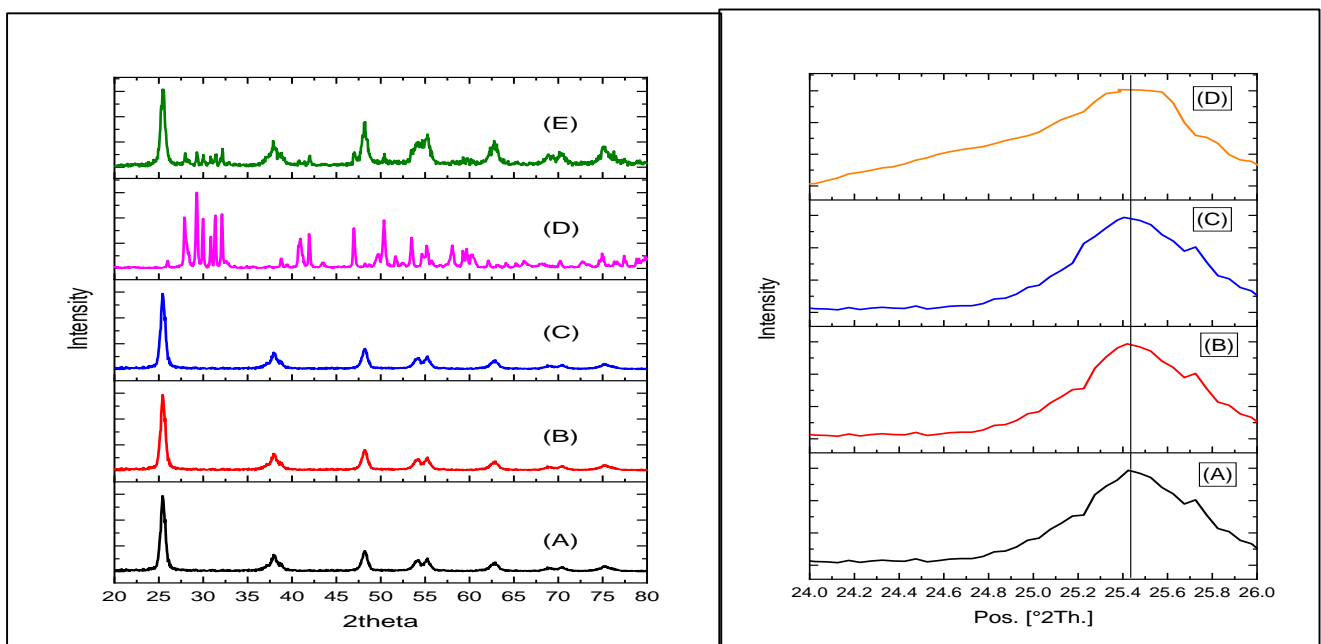 (E)
(D)
(C)
(B)
(A)
Intensity
20 25 30 35 40 45 50 55 60 65 70 75 80
2theta
(D)
(C)
(B)
(A)
Intensity
24.0 24.2 24.4 24.6 24.8 25.0 25.2 25.4 25.6 25.8 26.0
Pos. [°2Th.]